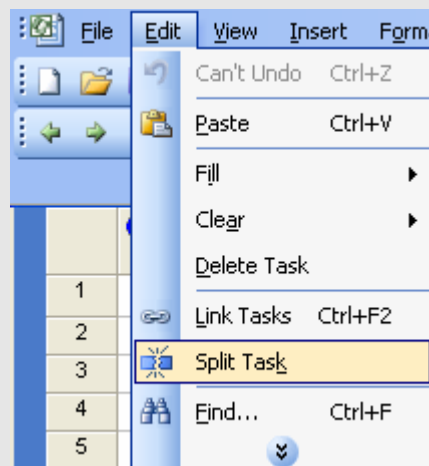 File Edit View Insert Form
Can't Undo Ctrl+Z
Paste Ctrl+V
Fill
Clear
Delete Task
1
Link Tasks Ctrl+F2
2
Split Task
3
4 Find... Ctrl+F
5